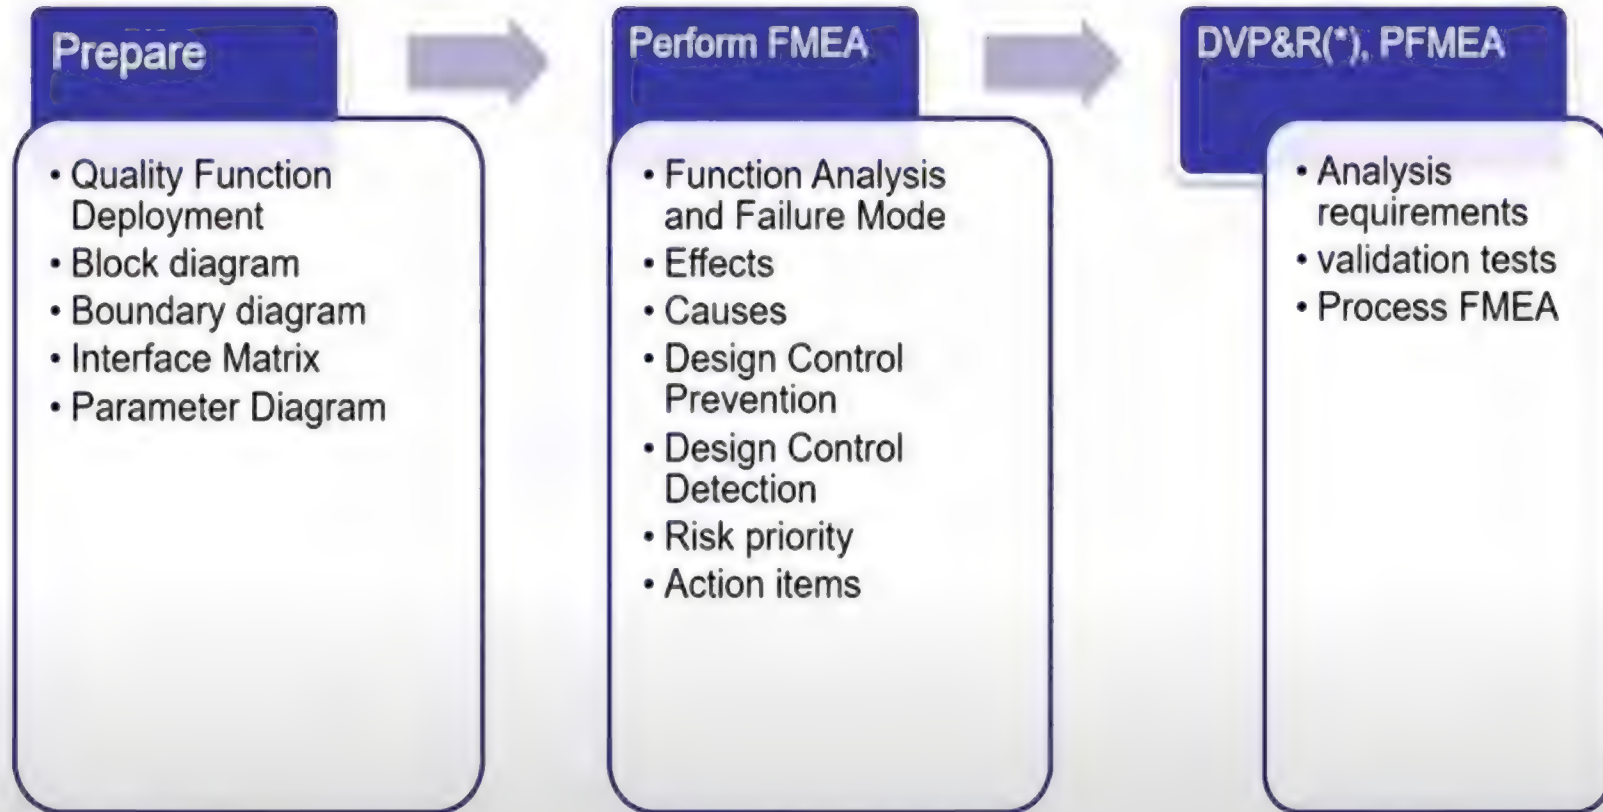 Prepare
• Quality Function
Deployment
• Block diagram
• Boundary diagram
• Interface Matrix
• Parameter Diagram
Perform FMEA
• Function Analysis
and Failure Mode
• Effects
• Causes
• Design Control
Prevention
• Design Control
Detection
• Risk priority
• Action items
DVP&R(*), PFMEA
• Analysis
requirements
• validation tests
• Process FMEA